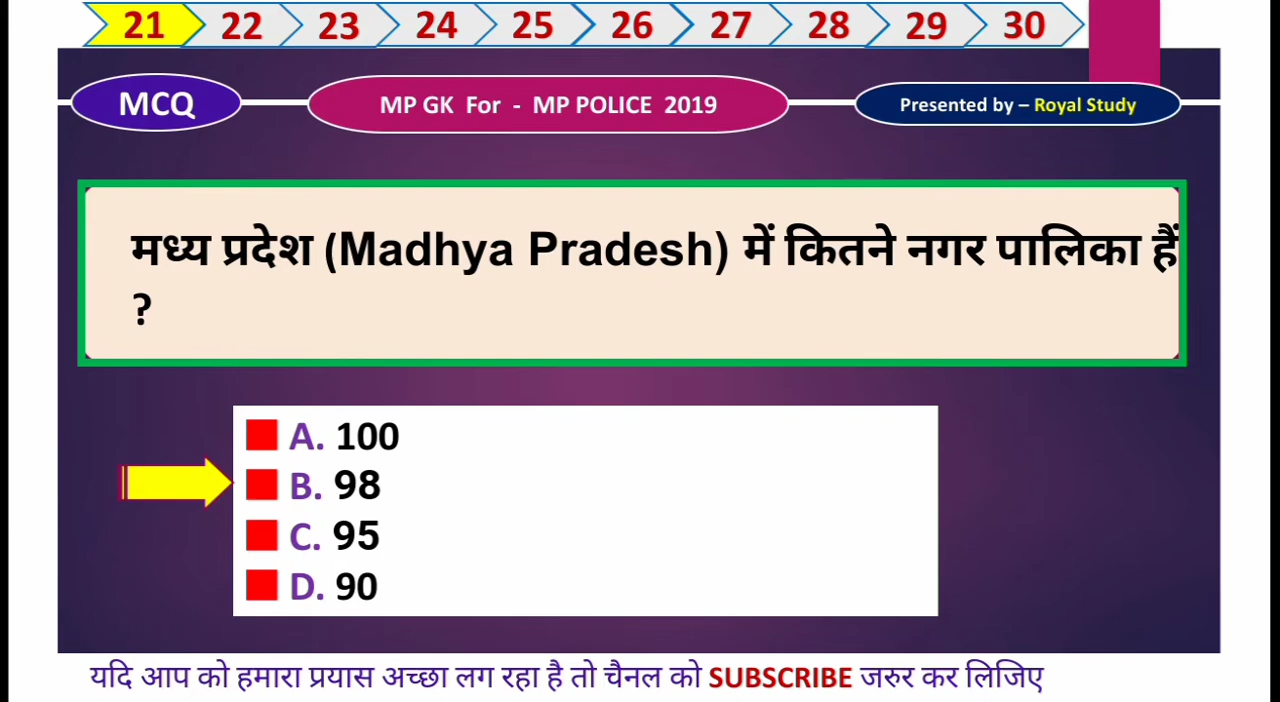 21 22 23 24 25 26 27 28 29 30
MCQ
MP GK For - MP POLICE 2019
Presented by – Royal Study
मध्य प्रदेश (Madhya Pradesh) में कितने नगर पालिका हैं
?
A. 100
B. 98
C. 95
D. 90
यदि आप को हमारा प्रयास अच्छा लग रहा है तो चैनल को SUBSCRIBE जरुर कर लिजिए